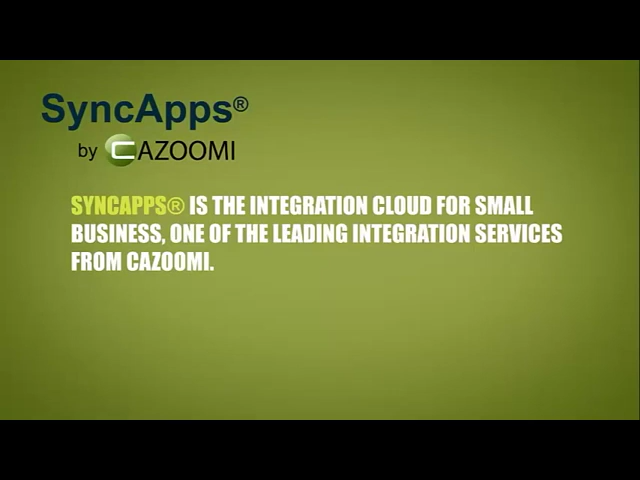 SyncApps®
by CAZOOMI
SYNCAPPS® IS THE INTEGRATION CLOUD FOR SMALL
BUSINESS, ONE OF THE LEADING INTEGRATION SERVICES
FROM CAZOOMI.